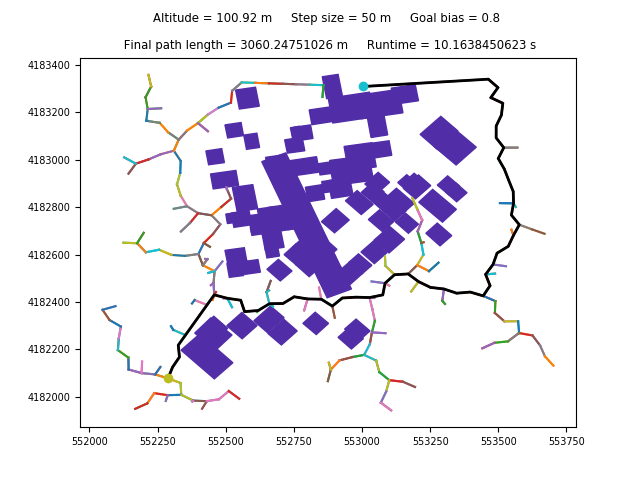 Altitude = 100.92 m Step size = 50 m Goal bias = 0.8
Final path length = 3060.24751026 m Runtime = 10.1638450623 s
4183400
4183200
4183000
4182800
4182600
4182400
4182200
4182000
552000 552250 552500 552750 553000 553250 553500 553750